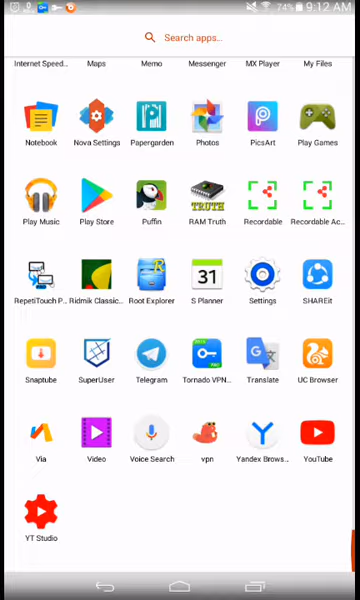 74% 9:12 AM
Search apps...
Internet Speed... Maps Memo Messenger MX Player My Files
Notebook Nova Settings Papergarden Photos PicsArt Play Games
TRUTH
Play Music Play Store Puffin RAM Truth Recordable Recordable Ac...
R 31
RepetiTouch P... Ridmik Classic... Root Explorer S Planner Settings SHAREit
Snaptube SuperUser Telegram Tornado VPN... Translate UC Browser
Via Video Voice Search vpn Yandex Brows... YouTube
YT Studio